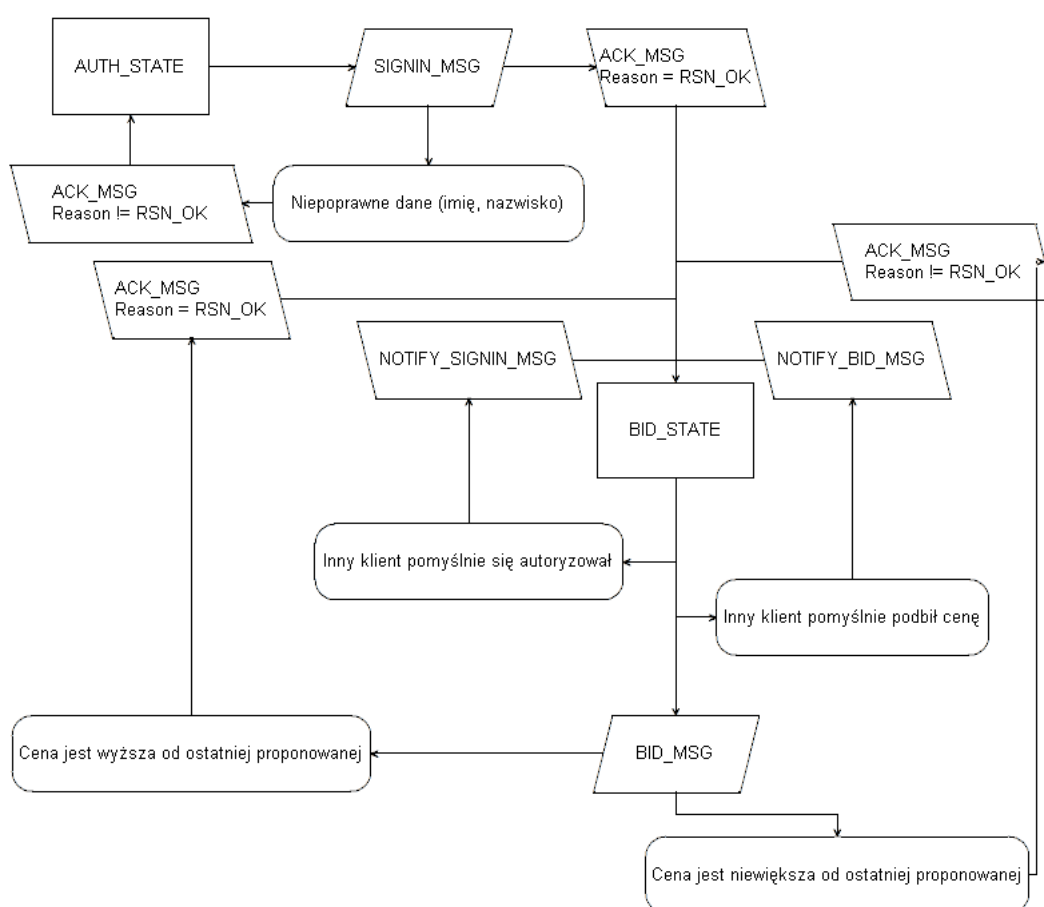 AUTH_STATE
SIGNIN_MSG
ACK_MSG
Reason = RSN_OK
ACK_MSG
Reason != RSN_OK
Niepoprawne dane (imię, nazwisko)
ACK_MSG
Reason != RSN_OK
ACK_MSG
Reason = RSN_OK
NOTIFY_SIGNIN_MSG
NOTIFY_BID_MSG
BID_STATE
Inny klient pomyślnie się autoryzował
Inny klient pomyślnie podbił cenę
Cena jest wyższa od ostatniej proponowanej
BID_MSG
Cena jest niewiększa od ostatniej proponowanej